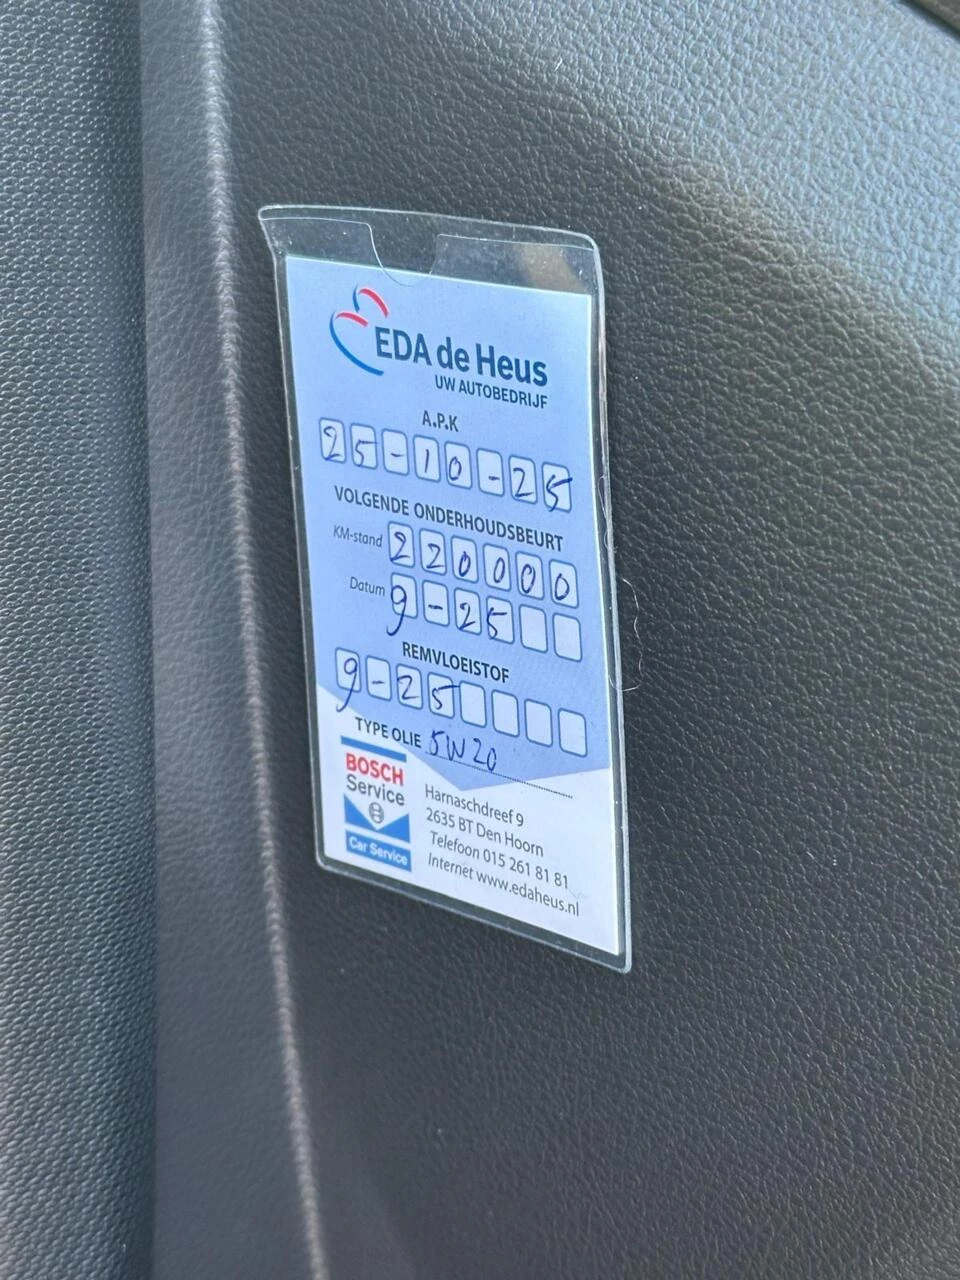 EDA de Heus
UW AUTOBEDRIJF
A.P.K
25-10-25
VOLGENDE ONDERHOUDSBEURT
KM-stand 220000
Datum 9-25
REMVLOEISTOF
9-25
TYPE OLIE 5W20
BOSCH
Service
Car Service
Harnaschdreef 9
2635 BT Den Hoorn
Telefoon 015 261 81 81
Internet www.edaheus.nl